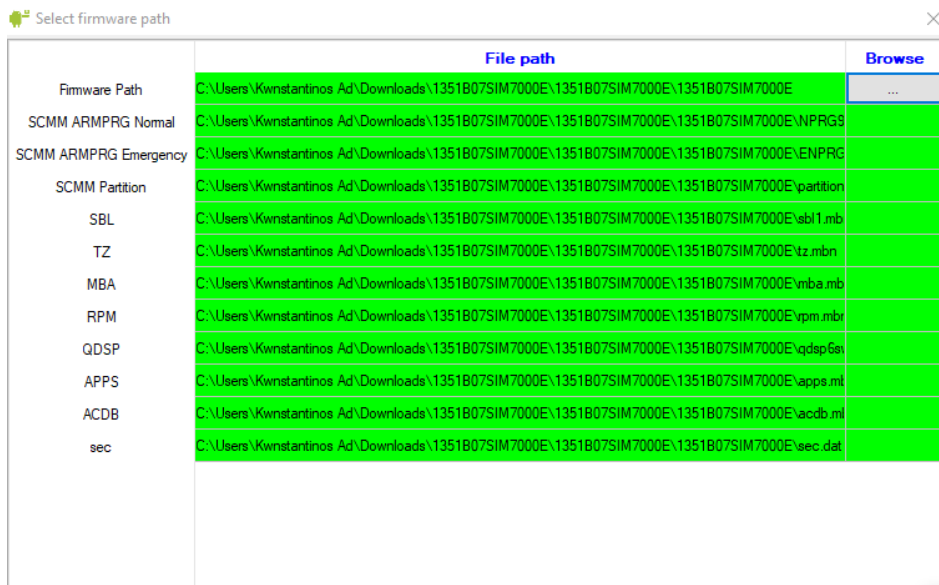 Select firmware path
File path Browse
Firmware Path C:\Users\Kwnstantinos Ad\Downloads\1351B07SIM7000E\1351B07SIM7000E\1351B07SIM7000E ...
SCMM ARMPRG Normal C:\Users\Kwnstantinos Ad\Downloads\1351B07SIM7000E\1351B07SIM7000E\1351B07SIM7000E\NPRG9
SCMM ARMPRG Emergency C:\Users\Kwnstantinos Ad\Downloads\1351B07SIM7000E\1351B07SIM7000E\1351B07SIM7000E\ENPRG
SCMM Partition C:\Users\Kwnstantinos Ad\Downloads\1351B07SIM7000E\1351B07SIM7000E\1351B07SIM7000E\partition
SBL C:\Users\Kwnstantinos Ad\Downloads\1351B07SIM7000E\1351B07SIM7000E\1351B07SIM7000E\sbl1.mb
TZ C:\Users\Kwnstantinos Ad\Downloads\1351B07SIM7000E\1351B07SIM7000E\1351B07SIM7000E\tz.mbn
MBA C:\Users\Kwnstantinos Ad\Downloads\1351B07SIM7000E\1351B07SIM7000E\1351B07SIM7000E\mba.mb
RPM C:\Users\Kwnstantinos Ad\Downloads\1351B07SIM7000E\1351B07SIM7000E\1351B07SIM7000E\rpm.mbn
QDSP C:\Users\Kwnstantinos Ad\Downloads\1351B07SIM7000E\1351B07SIM7000E\1351B07SIM7000E\qdsp6sw
APPS C:\Users\Kwnstantinos Ad\Downloads\1351B07SIM7000E\1351B07SIM7000E\1351B07SIM7000E\apps.mb
ACDB C:\Users\Kwnstantinos Ad\Downloads\1351B07SIM7000E\1351B07SIM7000E\1351B07SIM7000E\acdb.mb
sec C:\Users\Kwnstantinos Ad\Downloads\1351B07SIM7000E\1351B07SIM7000E\1351B07SIM7000E\sec.dat